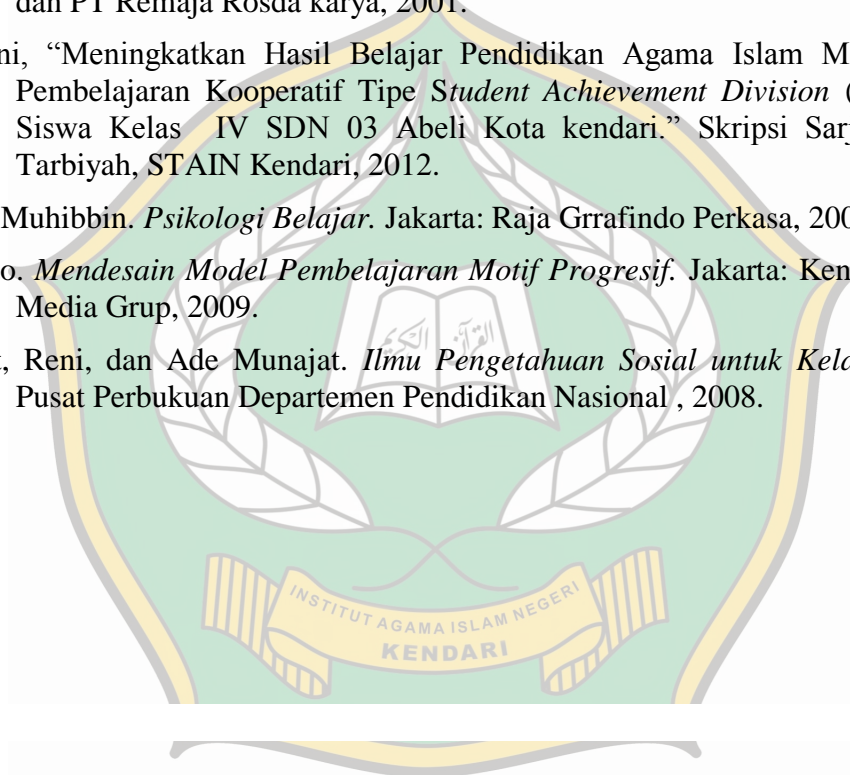 dan PT Remaja Rosda karya, 2001.
ni, “Meningkatkan Hasil Belajar Pendidikan Agama Islam M
Pembelajaran Kooperatif Tipe Student Achievement Division (
Siswa Kelas IV SDN 03 Abeli Kota kendari.” Skripsi Sarj
Tarbiyah, STAIN Kendari, 2012.
Muhibbin. Psikologi Belajar. Jakarta: Raja Grrafindo Perkasa, 200
o. Mendesain Model Pembelajaran Motif Progresif. Jakarta: Ken
Media Grup, 2009.
, Reni, dan Ade Munajat. Ilmu Pengetahuan Sosial untuk Kela
Pusat Perbukuan Departemen Pendidikan Nasional , 2008.
القرآن الكريم
INSTITUT AGAMA ISLAM NEGERI
KENDARI